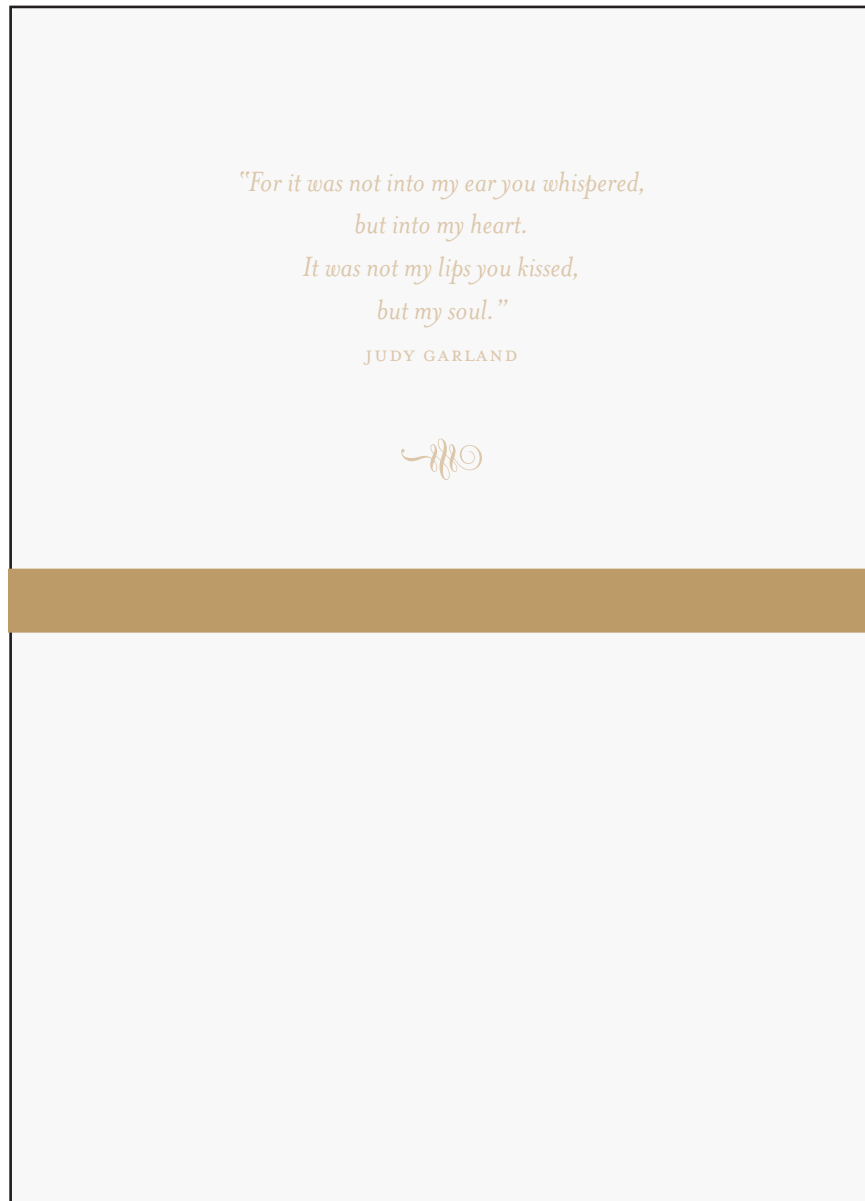 “For it was not into my ear you whispered,
but into my heart.
It was not my lips you kissed,
but my soul.”
JUDY GARLAND